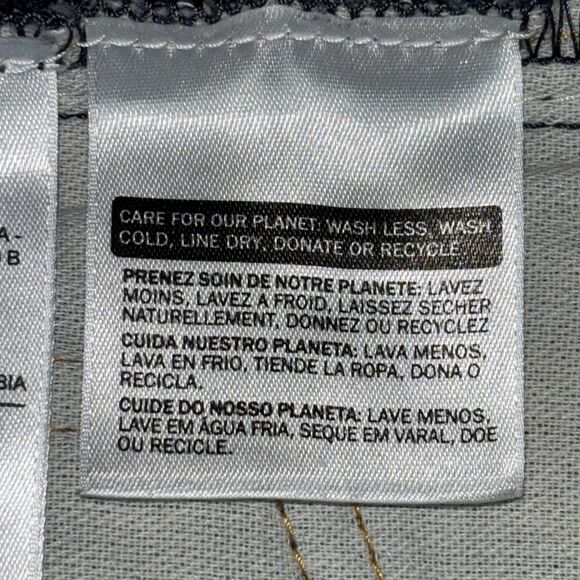 A -
B
BIA
CARE FOR OUR PLANET: WASH LESS, WASH
COLD, LINE DRY, DONATE OR RECYCLE
PRENEZ SOIN DE NOTRE PLANETE: LAVEZ
MOINS, LAVEZ A FROID, LAISSEZ SECHER
NATURELLEMENT, DONNEZ OU RECYCLEZ
CUIDA NUESTRO PLANETA: LAVA MENOS,
LAVA EN FRIO, TIENDE LA ROPA, DONA O
RECICLA.
CUIDE DO NOSSO PLANETA: LAVE MENOS,
LAVE EM ÁGUA FRIA, SEQUE EM VARAL, DOE
OU RECICLE.